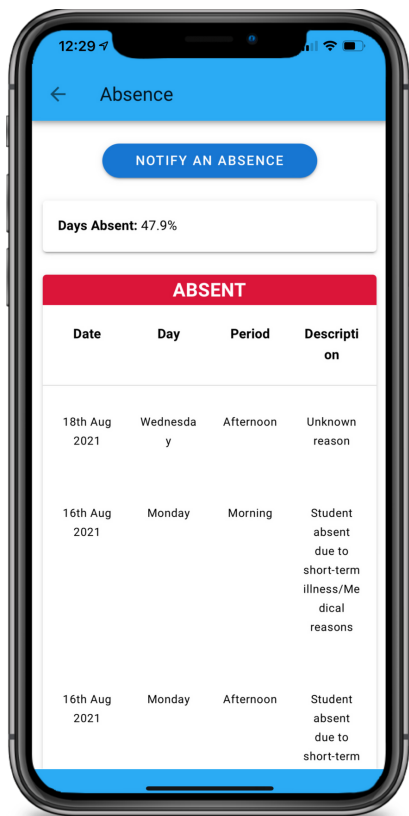 12:29
Absence
NOTIFY AN ABSENCE
Days Absent: 47.9%
ABSENT
Date Day Period Descripti
on
18th Aug Wednesda Afternoon Unknown
2021 y reason
16th Aug Monday Morning Student
2021 absent
due to
short-term
illness/Me
dical
reasons
16th Aug Monday Afternoon Student
2021 absent
due to
short-term